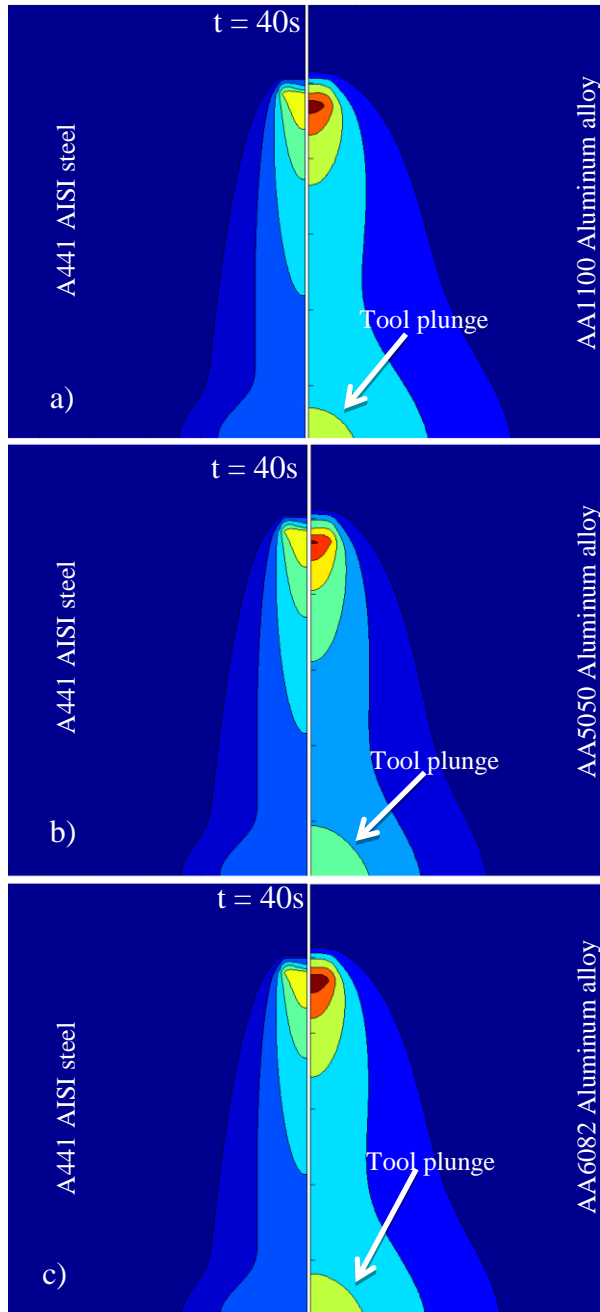 t = 40s
A441 AISI steel
AA1100 Aluminum alloy
Tool plunge
a)
t = 40s
A441 AISI steel
AA5050 Aluminum alloy
Tool plunge
b)
t = 40s
A441 AISI steel
AA6082 Aluminum alloy
Tool plunge
c)